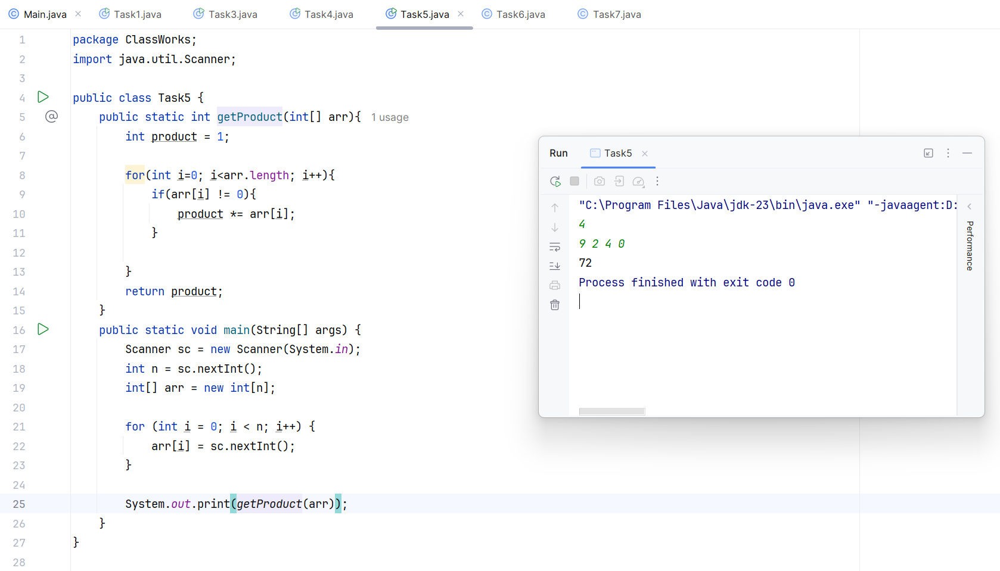 Main.java Task1.java Task3.java Task4.java Task5.java Task6.java Task7.java
1 package ClassWorks;
2 import java.util.Scanner;
3
4 public class Task5 {
5 public static int getProduct(int[] arr){ 1 usage
6 int product = 1;
7
8 for(int i=0; i<arr.length; i++){
9 if(arr[i] != 0){
10 product *= arr[i];
11 }
12
13 }
14 return product;
15 }
16 public static void main(String[] args) {
17 Scanner sc = new Scanner(System.in);
18 int n = sc.nextInt();
19 int[] arr = new int[n];
20
21 for (int i = 0; i < n; i++) {
22 arr[i] = sc.nextInt();
23 }
24
25 System.out.print(getProduct(arr));
26 }
27 }
28
Run Task5
"C:\Program Files\Java\jdk-23\bin\java.exe" "-javaagent:D:
4
9 2 4 0
72
Process finished with exit code 0
Performance